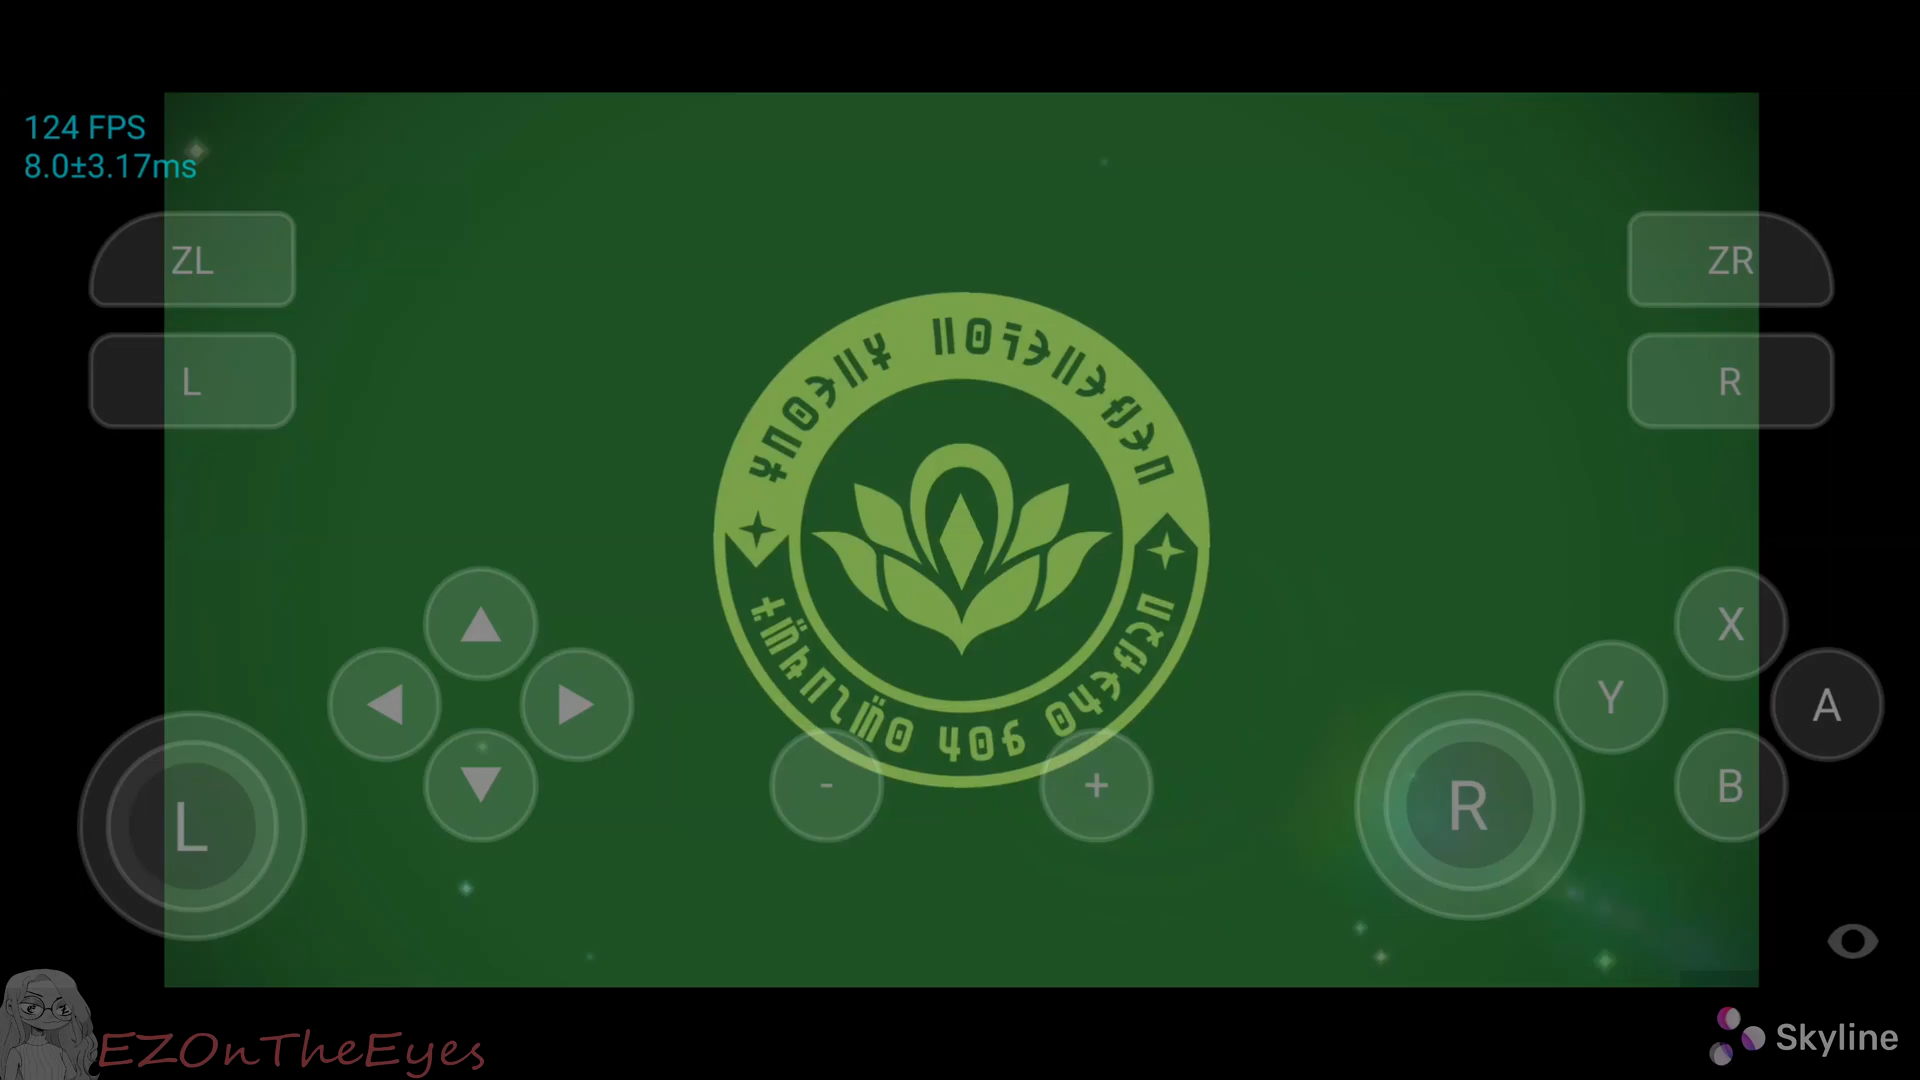 124 FPS
8.0±3.17ms
ZL
ZR
L
R
X
Y
A
B
-
+
L
R
EZOnTheEyes
Skyline